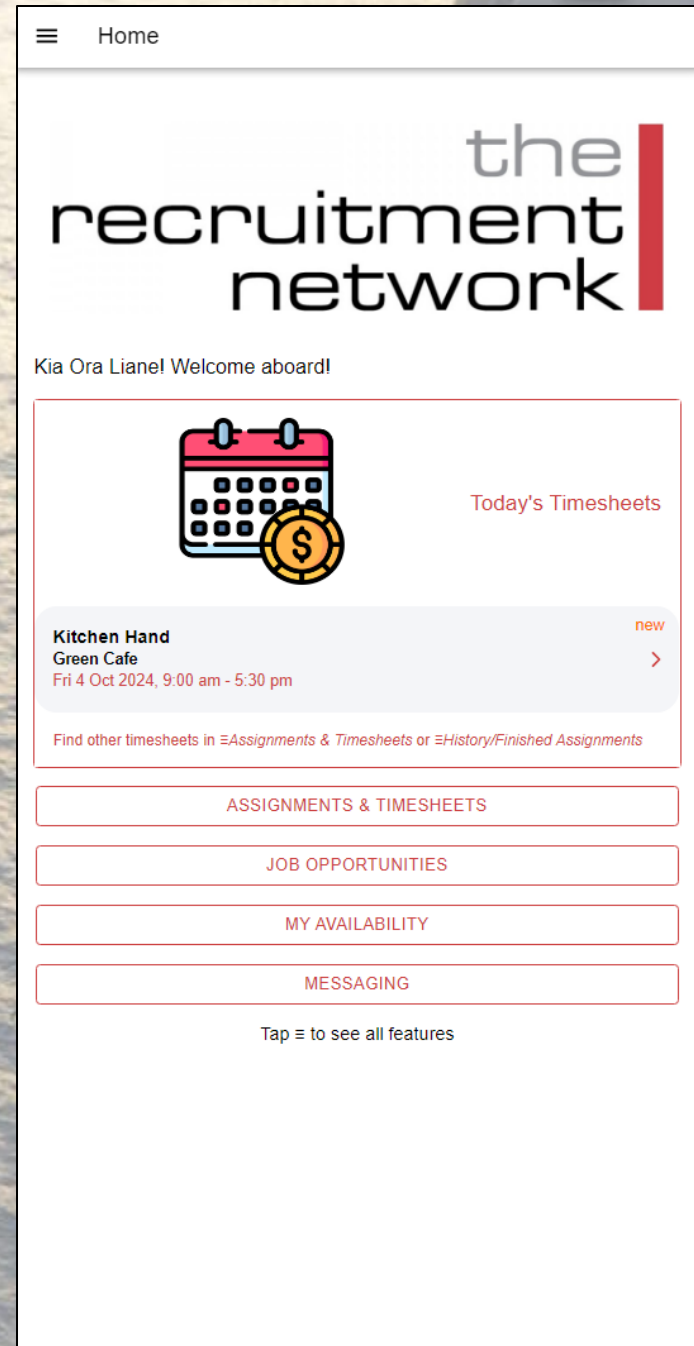 ≡ Home
the
recruitment
network
Kia Ora Liane! Welcome aboard!
$
Today's Timesheets
new
Kitchen Hand
Green Cafe
Fri 4 Oct 2024, 9:00 am - 5:30 pm
Find other timesheets in ≡Assignments & Timesheets or ≡History/Finished Assignments
ASSIGNMENTS & TIMESHEETS
JOB OPPORTUNITIES
MY AVAILABILITY
MESSAGING
Tap ≡ to see all features